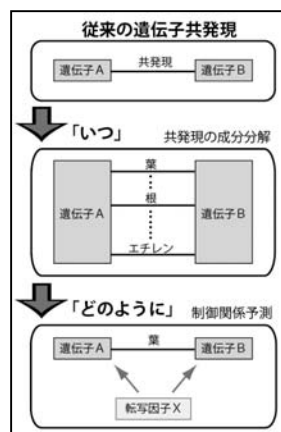 従来の遺伝子共発現
共発現
遺伝子A 遺伝子B
「いつ」 共発現の成分分解
葉
根
遺伝子A 遺伝子B
エチレン
「どのように」 制御関係予測
葉
遺伝子A 遺伝子B
転写因子X